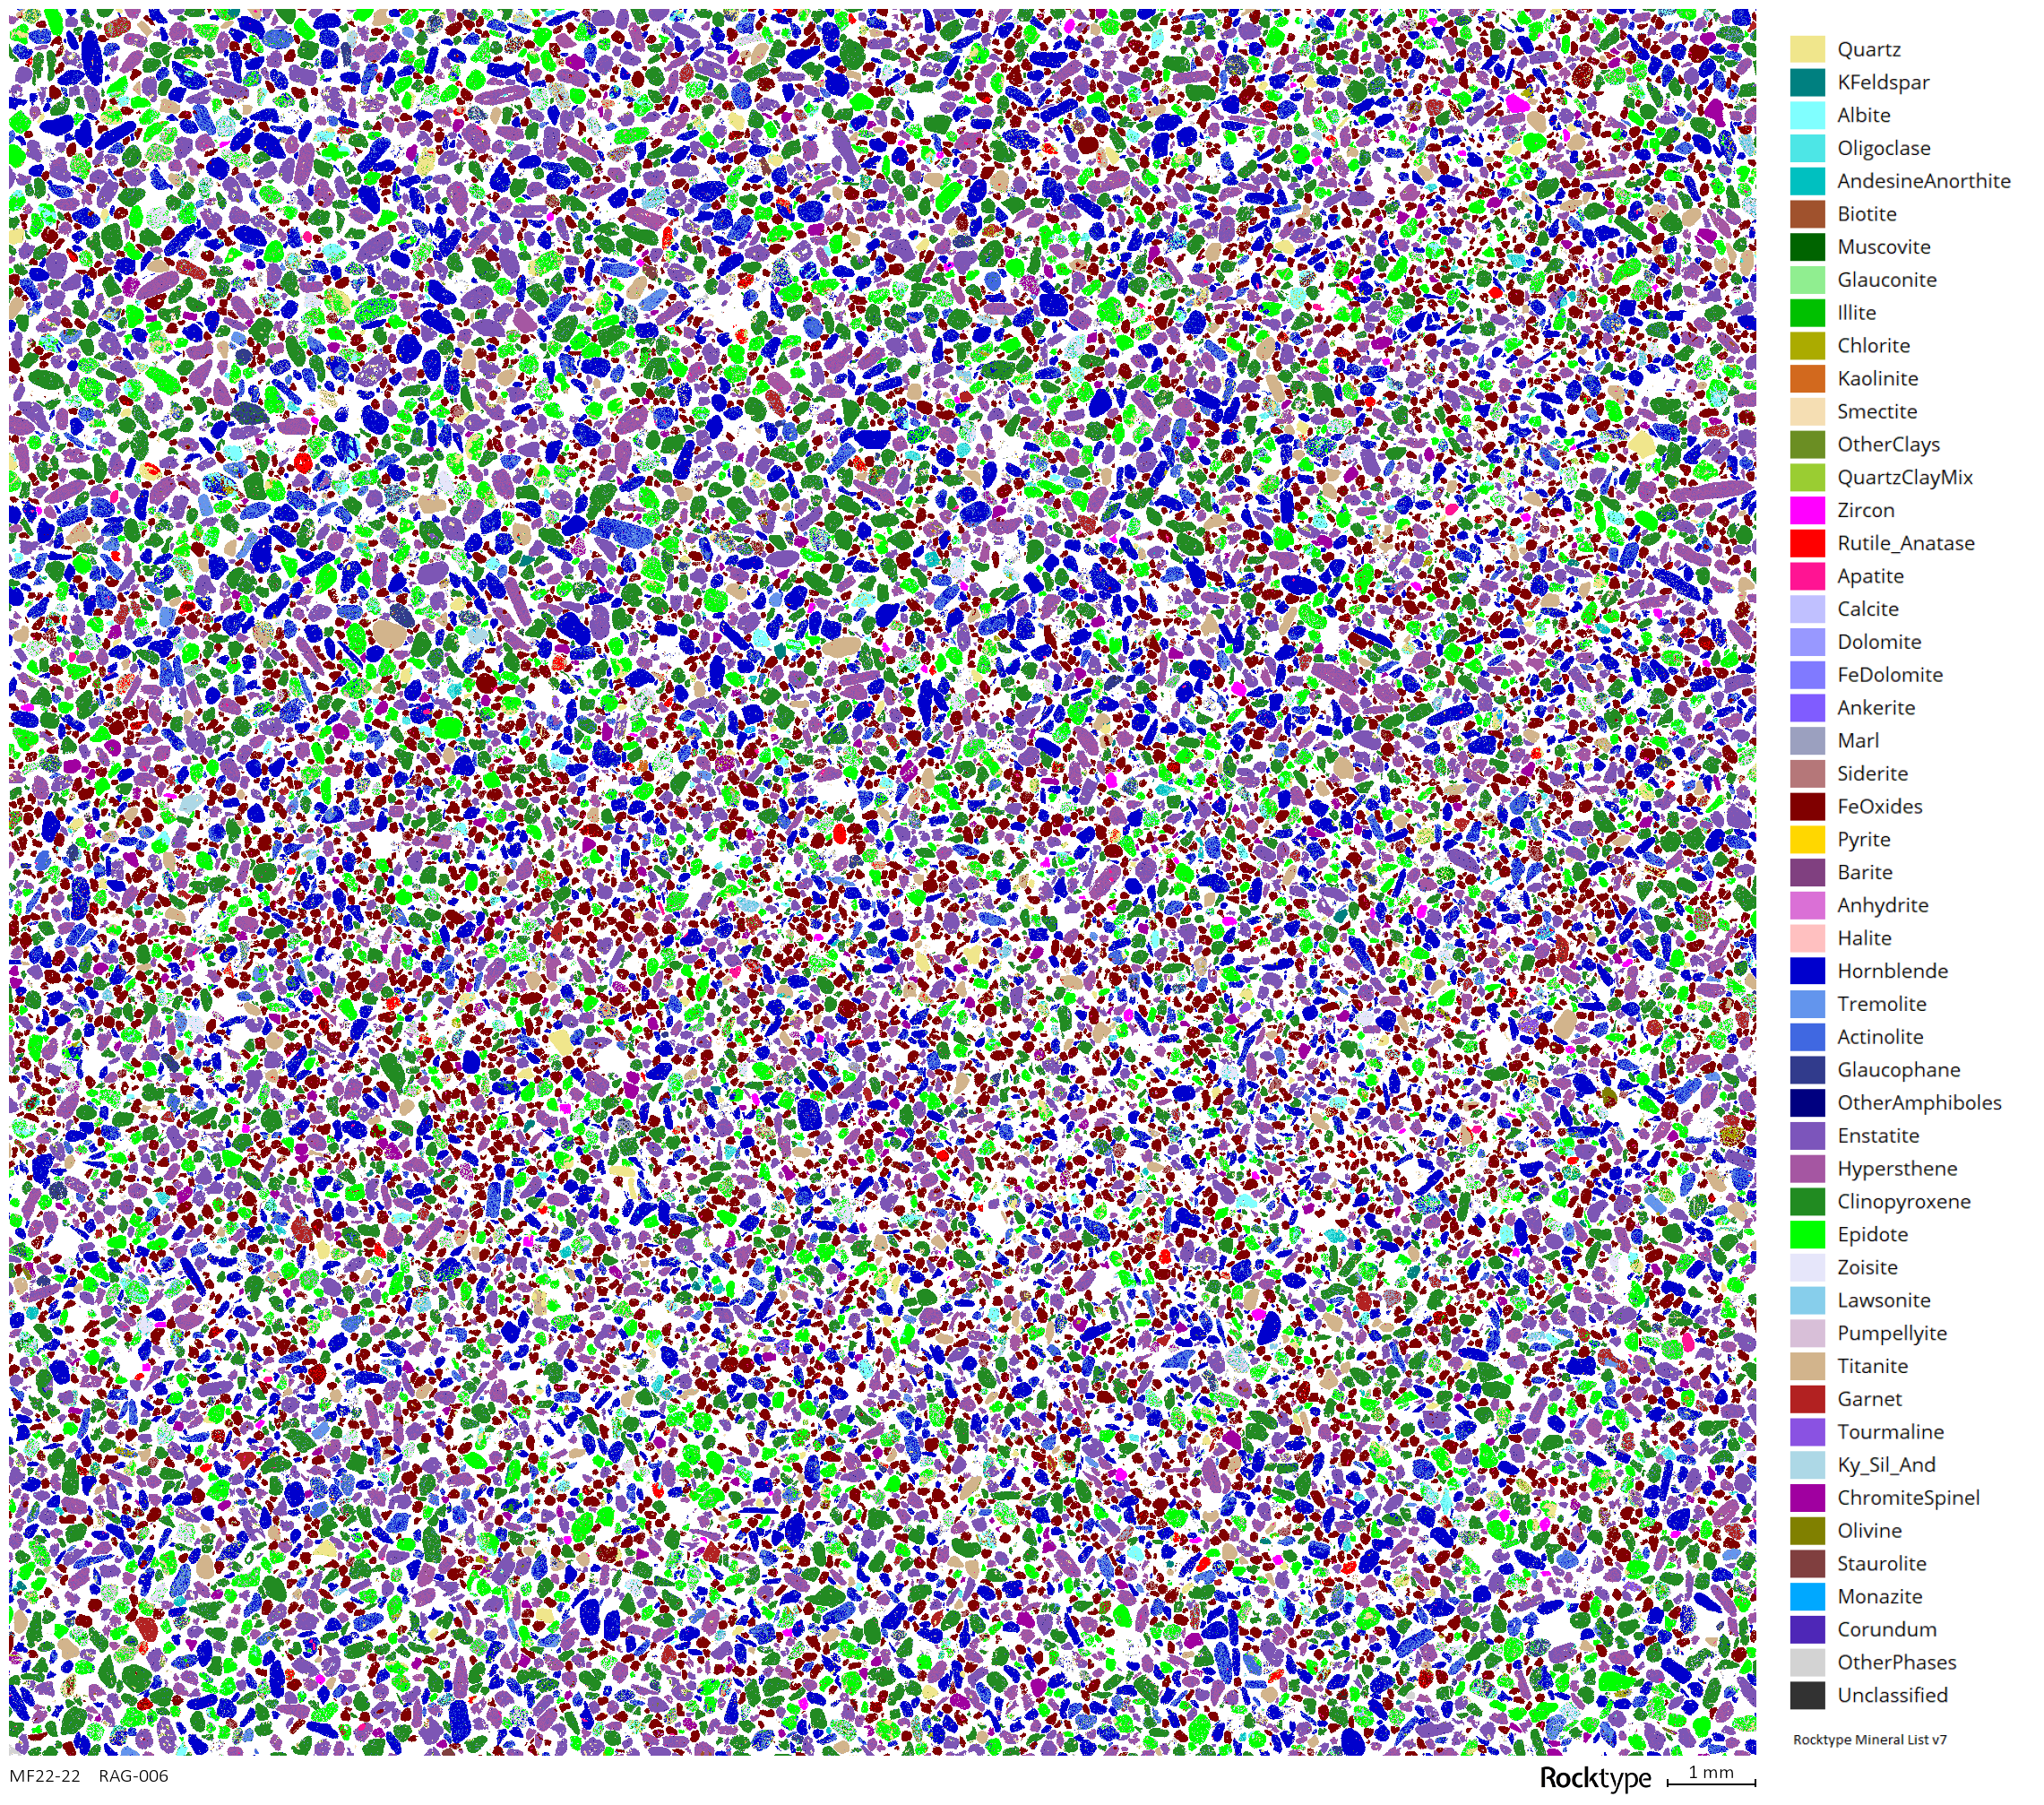 Quartz
KFeldspar
Albite
Oligoclase
AndesineAnorthite
Biotite
Muscovite
Glauconite
Illite
Chlorite
Kaolinite
Smectite
OtherClays
QuartzClayMix
Zircon
Rutile_Anatase
Apatite
Calcite
Dolomite
FeDolomite
Ankerite
Marl
Siderite
FeOxides
Pyrite
Barite
Anhydrite
Halite
Hornblende
Tremolite
Actinolite
Glaucophane
OtherAmphiboles
Enstatite
Hypersthene
Clinopyroxene
Epidote
Zoisite
Lawsonite
Pumpellyite
Titanite
Garnet
Tourmaline
Ky_Sil_And
ChromiteSpinel
Olivine
Staurolite
Monazite
Corundum
OtherPhases
Unclassified
Rocktype Mineral List v7
MF22-22 RAG-006
Rocktype 1 mm